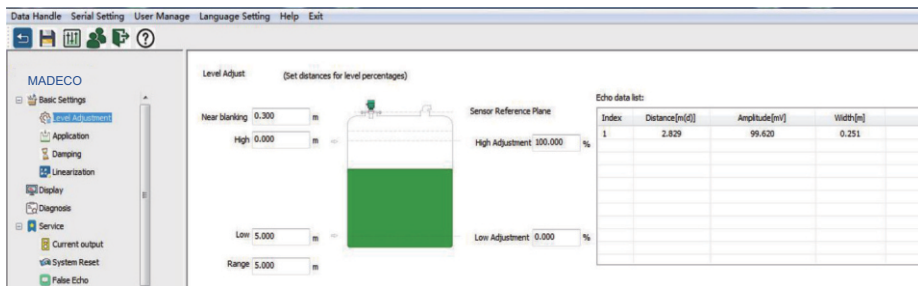 Data Handle Serial Setting User Manage Language Setting Help Exit
MADECO
Basic Settings
Level Adjustment
Application
Damping
Linearization
Display
Diagnosis
Service
Current output
System Reset
False Echo
Level Adjust (Set distances for level percentages)
Near blanking 0.300 m
High 0.000 m
Low 5.000 m
Range 5.000 m
Sensor Reference Plane
High Adjustment 100.000 %
Low Adjustment 0.000 %
Echo data list:
Index Distance[m(d)] Amplitude[mV] Width[m]
1 2.829 99.620 0.251